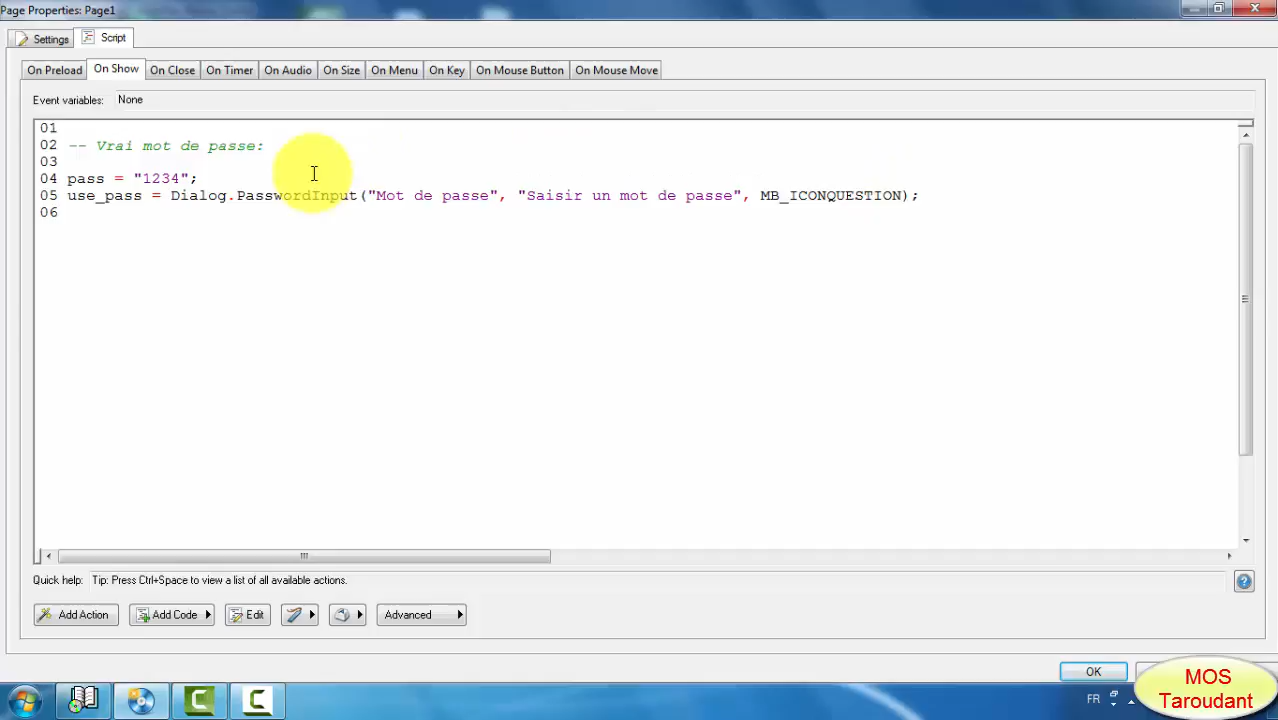 Page Properties: Page1
Settings
Script
On Preload
On Show
On Close
On Timer
On Audio
On Size
On Menu
On Key
On Mouse Button
On Mouse Move
Event variables: None
01
02 -- Vrai mot de passe:
03
04 pass = "1234";
05 use_pass = Dialog.PasswordInput("Mot de passe", "Saisir un mot de passe", MB_ICONQUESTION);
06
Quick help: Tip: Press Ctrl+Space to view a list of all available actions.
Add Action
Add Code
Edit
Advanced
OK
FR
MOS
Taroudant